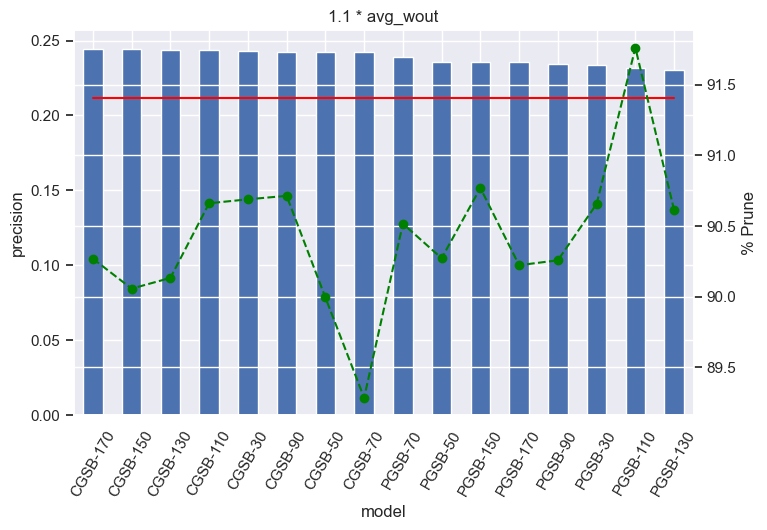 1.1 * avg_wout
0.25
0.20
0.15
0.10
0.05
0.00
precision
91.5
91.0
90.5
90.0
89.5
% Prune
CGSB-170
CGSB-150
CGSB-130
CGSB-110
CGSB-30
CGSB-90
CGSB-50
CGSB-70
PGSB-70
PGSB-50
PGSB-150
PGSB-170
PGSB-90
PGSB-30
PGSB-110
PGSB-130
model